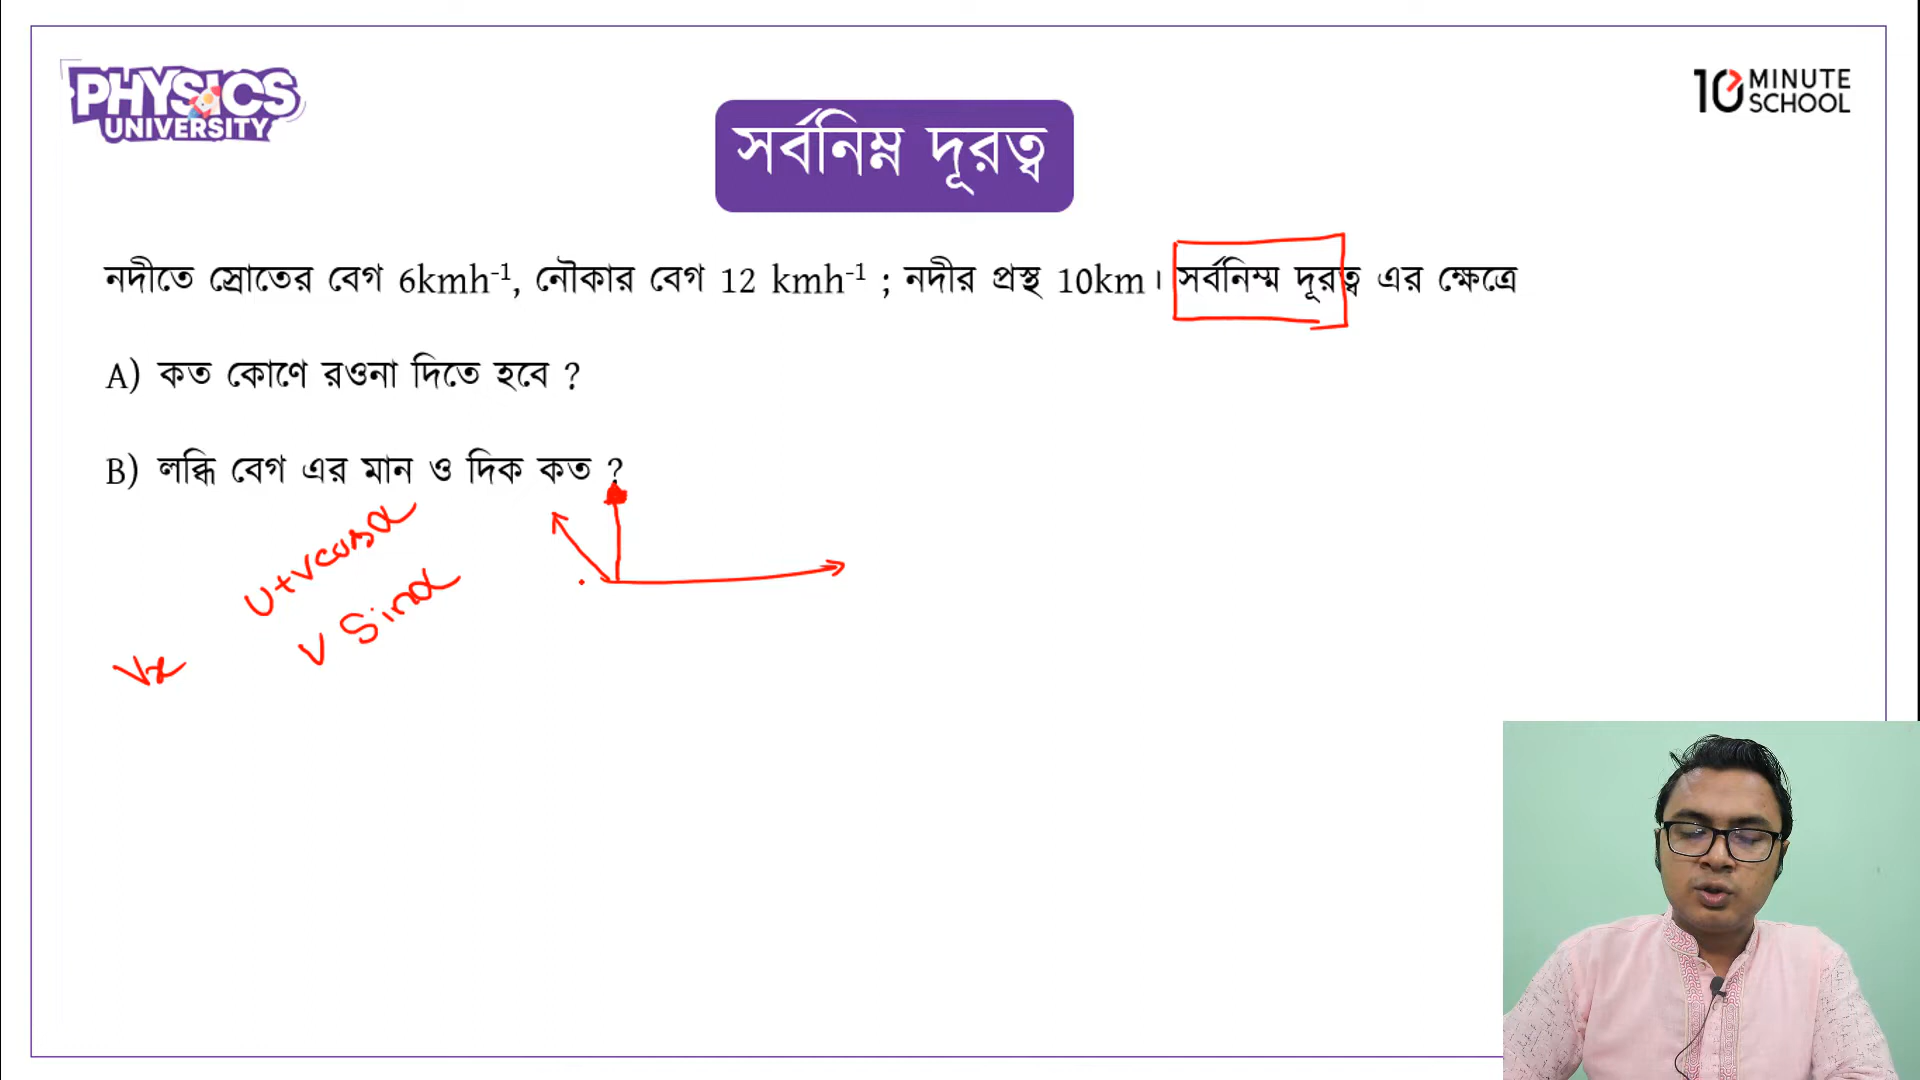 PHYSICS
UNIVERSITY
10 MINUTE
SCHOOL
সর্বনিম্ন দূরত্ব
নদীতে স্রোতের বেগ 6kmh⁻¹, নৌকার বেগ 12 kmh⁻¹ ; নদীর প্রস্থ 10km। সর্বনিম্ম দূরত্ব এর ক্ষেত্রে
A) কত কোণে রওনা দিতে হবে ?
B) লব্ধি বেগ এর মান ও দিক কত ?
U+Vcosα
V Sinα
Vx